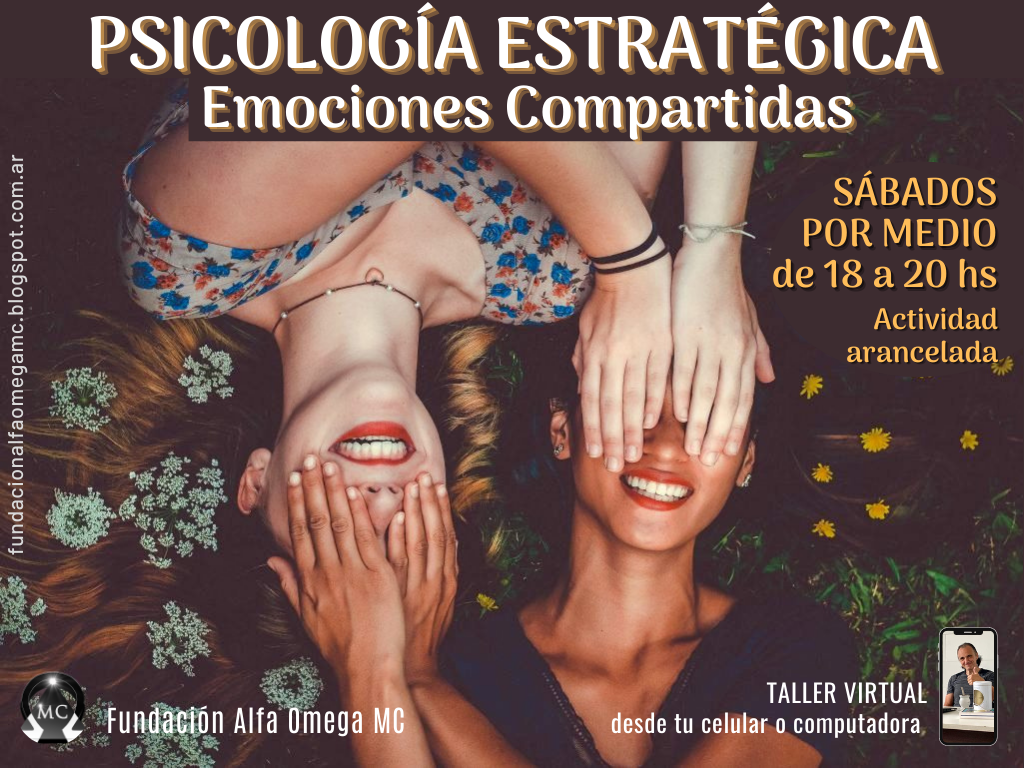 PSICOLOGÍA ESTRATÉGICA
Emociones Compartidas
fundacionalfaomegamc.blogspot.com.ar
SÁBADOS
POR MEDIO
de 18 a 20 hs
Actividad
arancelada
MC
Fundación Alfa Omega MC
TALLER VIRTUAL
desde tu celular o computadora